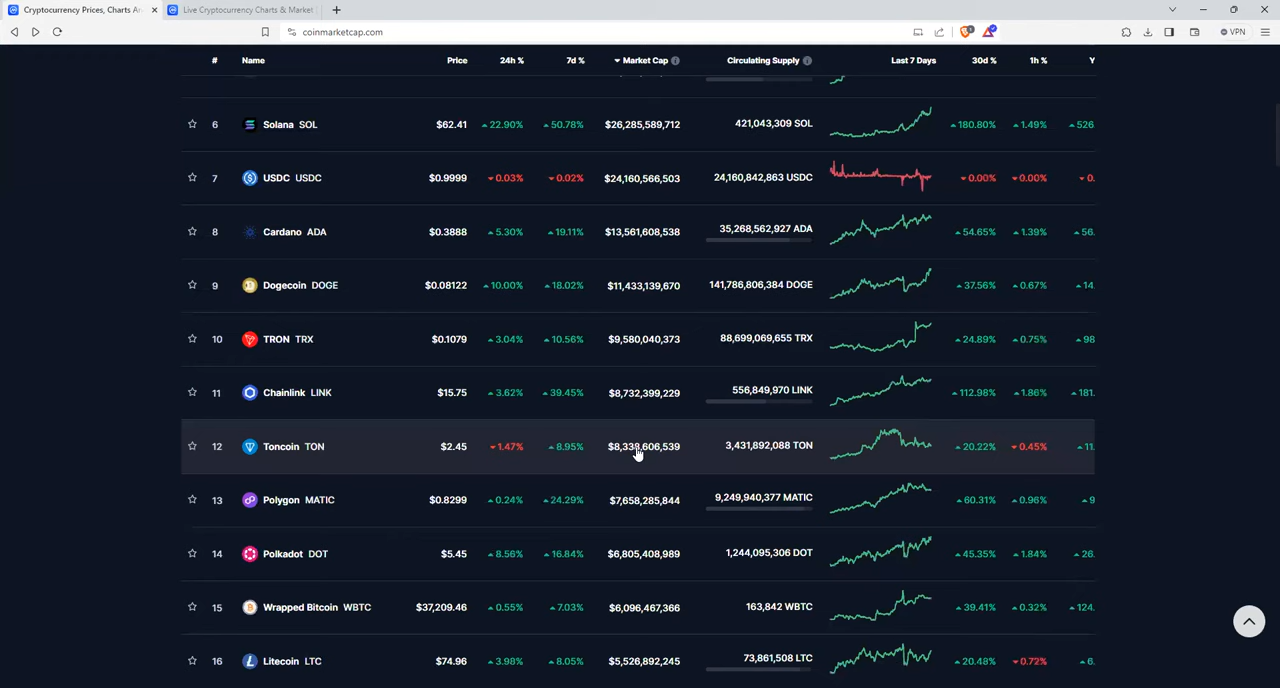 Cryptocurrency Prices, Charts An
Live Cryptocurrency Charts & Market
coinmarketcap.com
1
VPN
# Name Price 24h % 7d % Market Cap Circulating Supply Last 7 Days 30d % 1h % Y
6 Solana SOL $62.41 22.90% 50.78% $26,285,589,712 421,043,309 SOL 180.80% 1.49% 526.
7 USDC USDC $0.9999 0.03% 0.02% $24,160,566,503 24,160,842,863 USDC 0.00% 0.00% 0.
8 Cardano ADA $0.3888 5.30% 19.11% $13,561,608,538 35,268,562,927 ADA 54.65% 1.39% 56.
9 Dogecoin DOGE $0.08122 10.00% 18.02% $11,433,139,670 141,786,806,384 DOGE 37.56% 0.67% 14.
10 TRON TRX $0.1079 3.04% 10.56% $9,580,040,373 88,699,069,655 TRX 24.89% 0.75% 98
11 Chainlink LINK $15.75 3.62% 39.45% $8,732,399,229 556,849,970 LINK 112.98% 1.86% 181.
12 Toncoin TON $2.45 1.47% 8.95% $8,338,606,539 3,431,892,088 TON 20.22% 0.45% 11.
13 Polygon MATIC $0.8299 0.24% 24.29% $7,658,285,844 9,249,940,377 MATIC 60.31% 0.96% 9
14 Polkadot DOT $5.45 8.56% 16.84% $6,805,408,989 1,244,095,306 DOT 45.35% 1.84% 26.
15 Wrapped Bitcoin WBTC $37,209.46 0.55% 7.03% $6,096,467,366 163,842 WBTC 39.41% 0.32% 124.
16 Litecoin LTC $74.96 3.98% 8.05% $5,526,892,245 73,861,508 LTC 20.48% 0.72% 6.